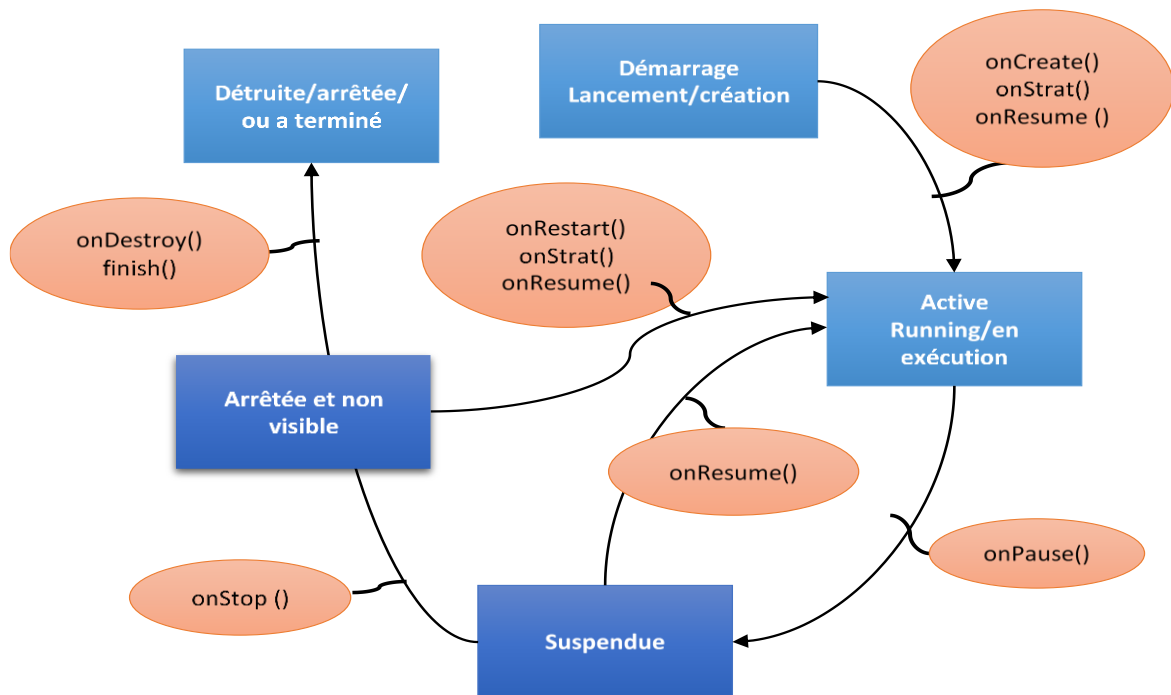 Démarrage
Lancement/création
onCreate()
onStrat()
onResume ()
Détruite/arrêtée/
ou a terminé
onDestroy()
finish()
onRestart()
onStrat()
onResume()
Active
Running/en
exécution
Arrêtée et non
visible
onResume()
onPause()
onStop ()
Suspendue